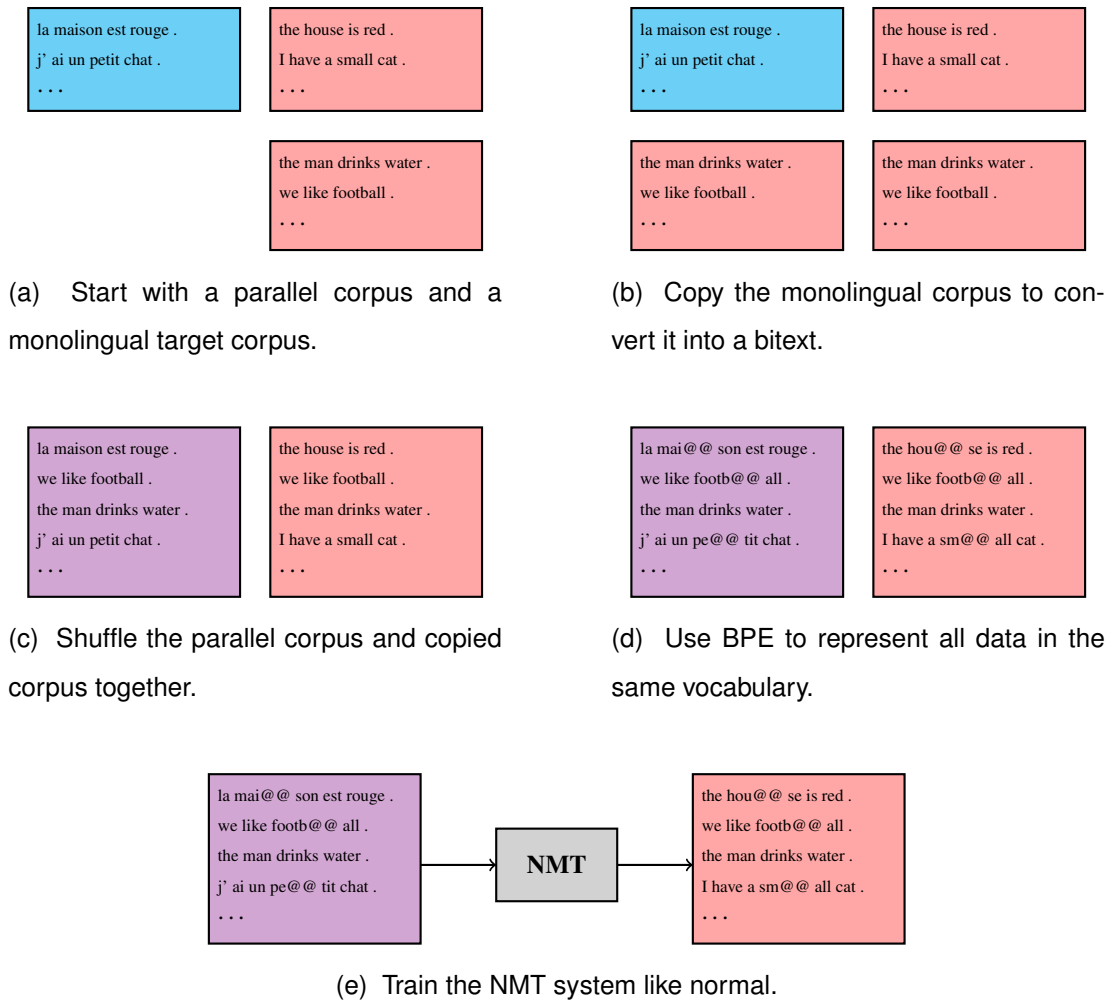 la maison est rouge .
j' ai un petit chat .
. . .
the house is red .
I have a small cat .
. . .
the man drinks water .
we like football .
. . .
(a) Start with a parallel corpus and a
monolingual target corpus.
la maison est rouge .
j' ai un petit chat .
. . .
the house is red .
I have a small cat .
. . .
the man drinks water .
we like football .
. . .
the man drinks water .
we like football .
. . .
(b) Copy the monolingual corpus to con-
vert it into a bitext.
la maison est rouge .
we like football .
the man drinks water .
j' ai un petit chat .
. . .
the house is red .
we like football .
the man drinks water .
I have a small cat .
. . .
(c) Shuffle the parallel corpus and copied
corpus together.
la mai@@ son est rouge .
we like footb@@ all .
the man drinks water .
j' ai un pe@@ tit chat .
. . .
the hou@@ se is red .
we like footb@@ all .
the man drinks water .
I have a sm@@ all cat .
. . .
(d) Use BPE to represent all data in the
same vocabulary.
la mai@@ son est rouge .
we like footb@@ all .
the man drinks water .
j' ai un pe@@ tit chat .
. . .
NMT
the hou@@ se is red .
we like footb@@ all .
the man drinks water .
I have a sm@@ all cat .
. . .
(e) Train the NMT system like normal.